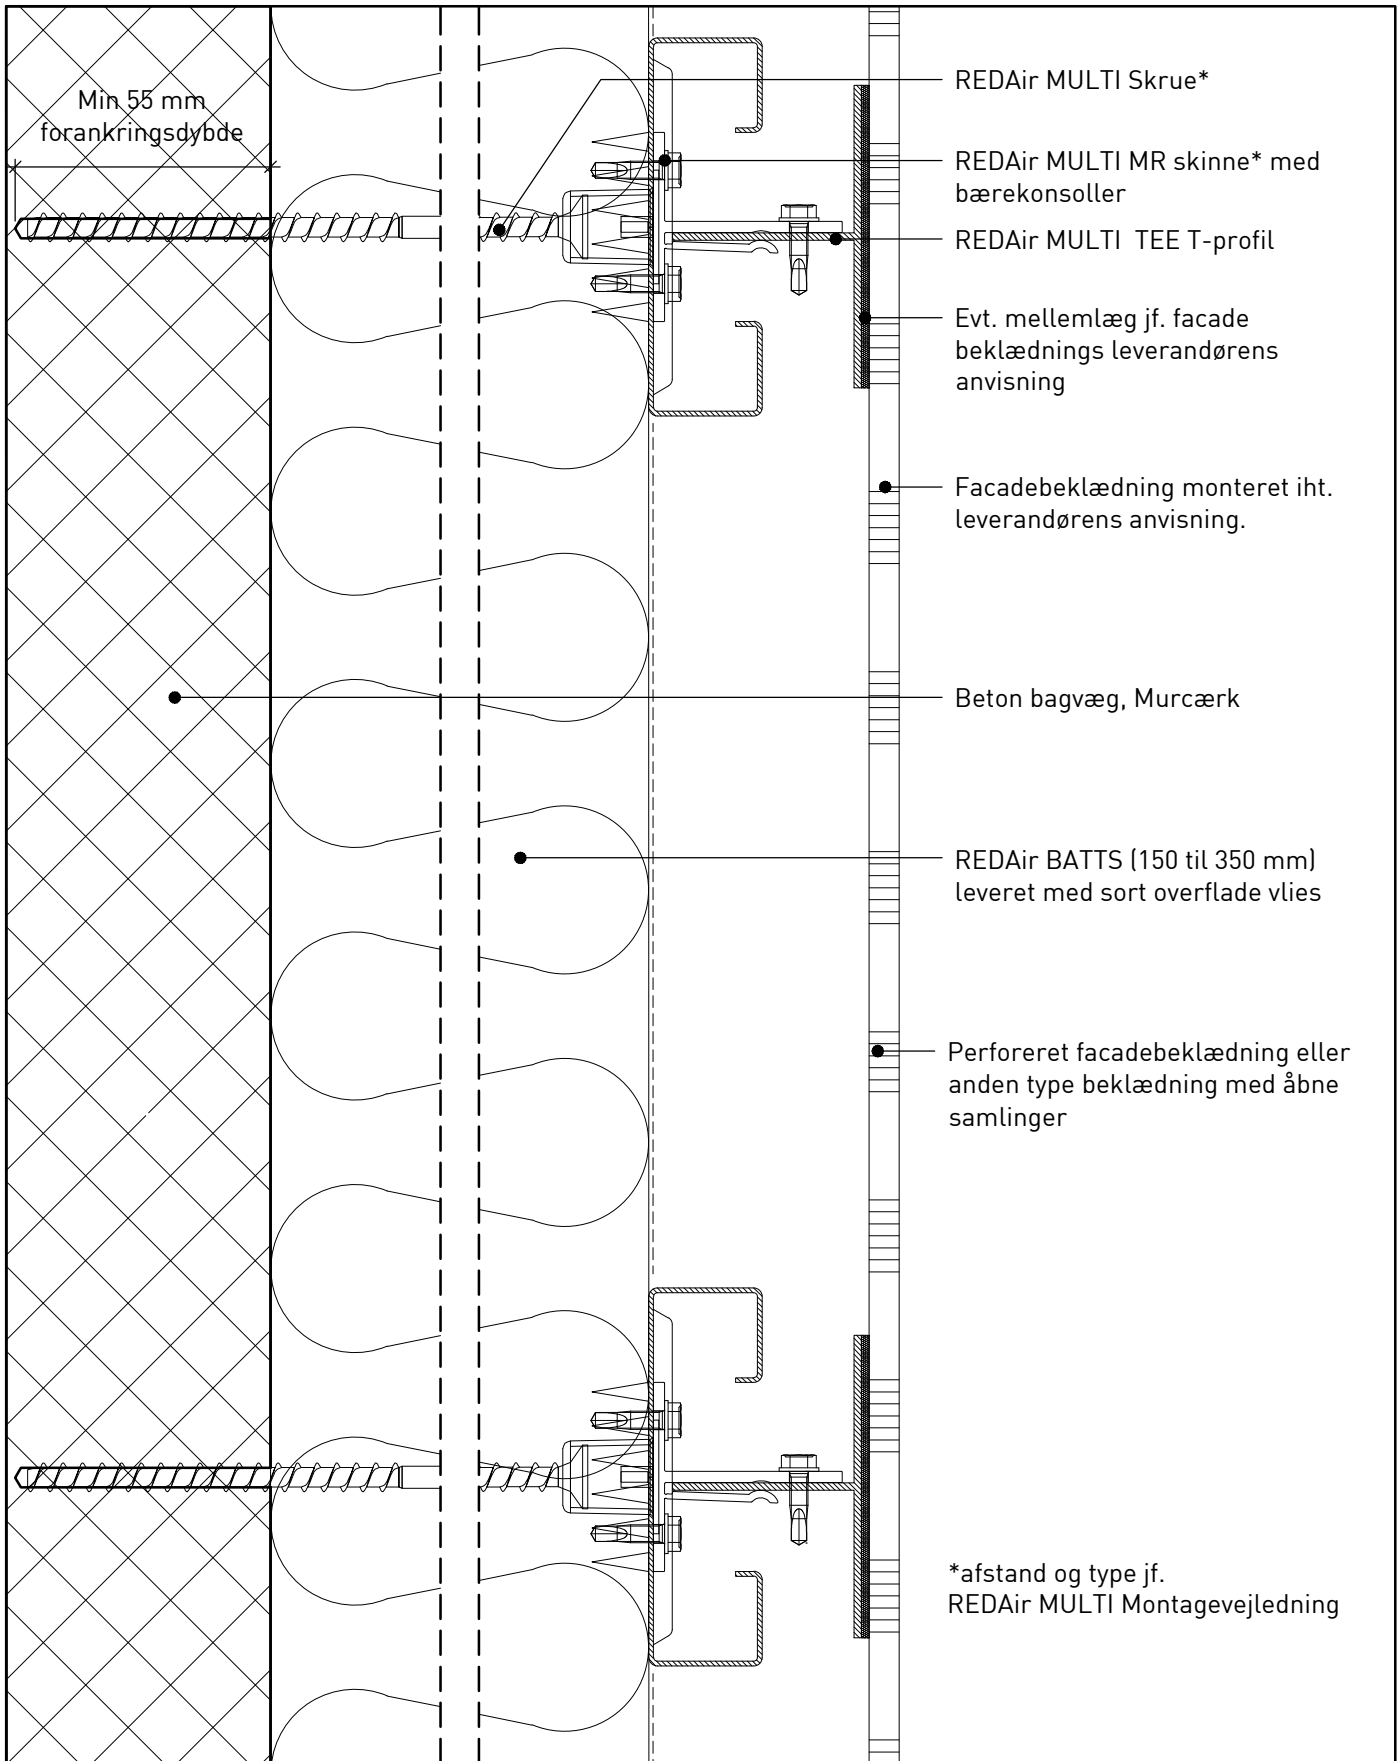 Min 55 mm
forankringsdybde
REDAir MULTI Skrue*
REDAir MULTI MR skinne* med
bærekonsoller
REDAir MULTI  TEE T-profil
Evt. mellemlæg jf. facade
beklædnings leverandørens
anvisning
Facadebeklædning monteret iht.
leverandørens anvisning.
Beton bagvæg, Murcærk
REDAir BATTS (150 til 350 mm)
leveret med sort overflade vlies
Perforeret facadebeklædning eller
anden type beklædning med åbne
samlinger
*afstand og type jf.
REDAir MULTI Montagevejledning